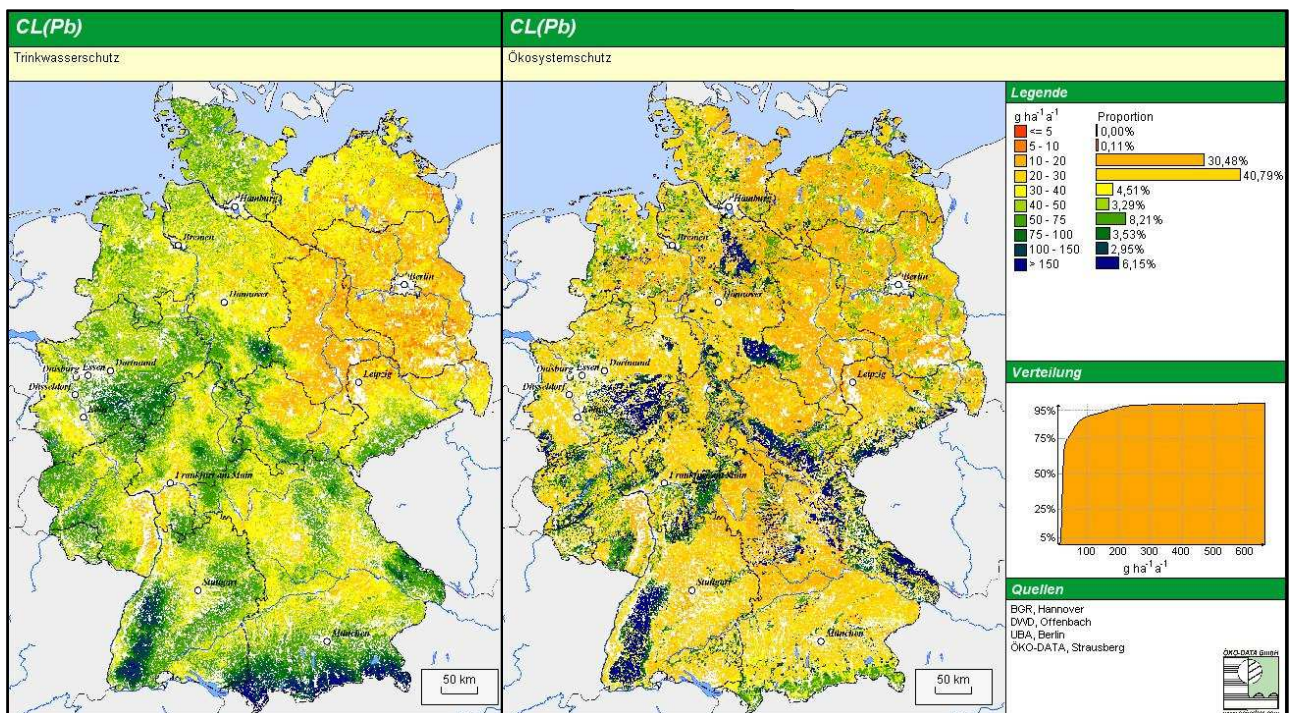 CL(Pb)
Trinkwasserschutz
Hamburg
Bremen
Berlin
Hannover
Dortmund
Duisburg
Essen
Düsseldorf
Köln
Leipzig
Frankfurt am Main
Stuttgart
München
50 km
CL(Pb)
Ökosystemschutz
Hamburg
Bremen
Berlin
Hannover
Dortmund
Duisburg
Essen
Düsseldorf
Köln
Leipzig
Frankfurt am Main
Stuttgart
München
50 km
Legende
g ha⁻¹ a⁻¹ Proportion
<= 5 0,00%
5 - 10 0,11%
10 - 20 30,48%
20 - 30 40,79%
30 - 40 4,51%
40 - 50 3,29%
50 - 75 8,21%
75 - 100 3,53%
100 - 150 2,95%
> 150 6,15%
Verteilung
95%
75%
50%
25%
5%
100 200 300 400 500 600
g ha⁻¹ a⁻¹
Quellen
BGR, Hannover
DWD, Offenbach
UBA, Berlin
ÖKO-DATA, Strausberg
ÖKO-DATA GmbH